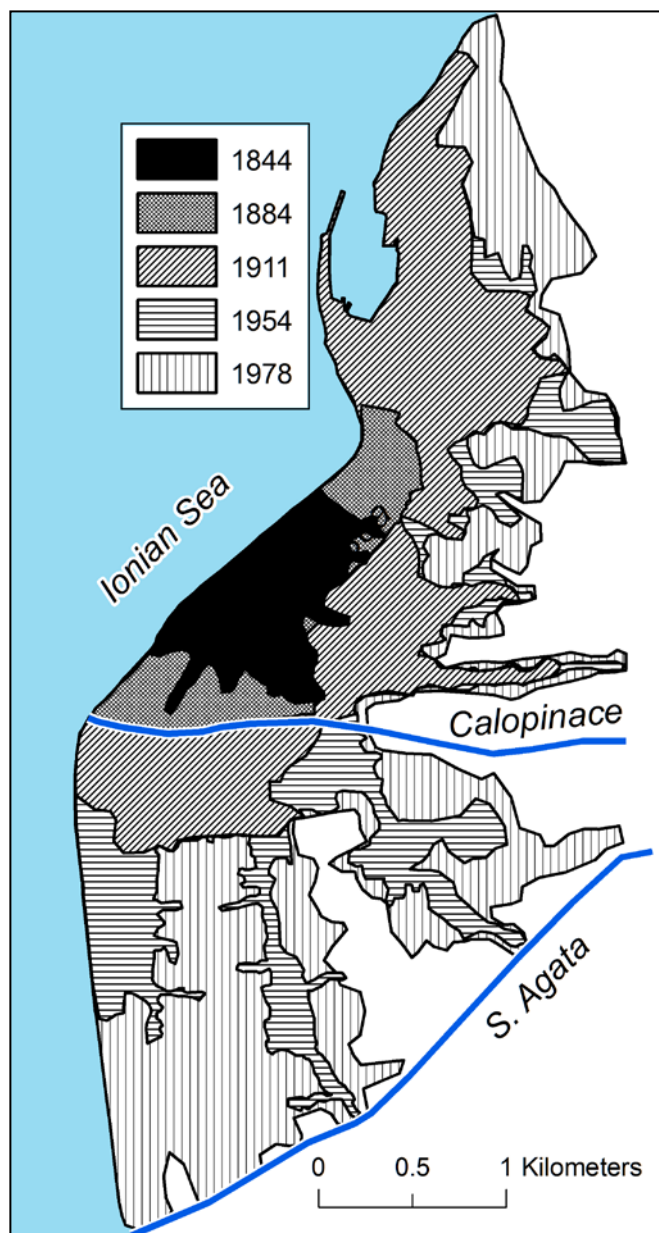 1844
1884
1911
1954
1978
Ionian Sea
Calopinace
S. Agata
0 0.5 1 Kilometers